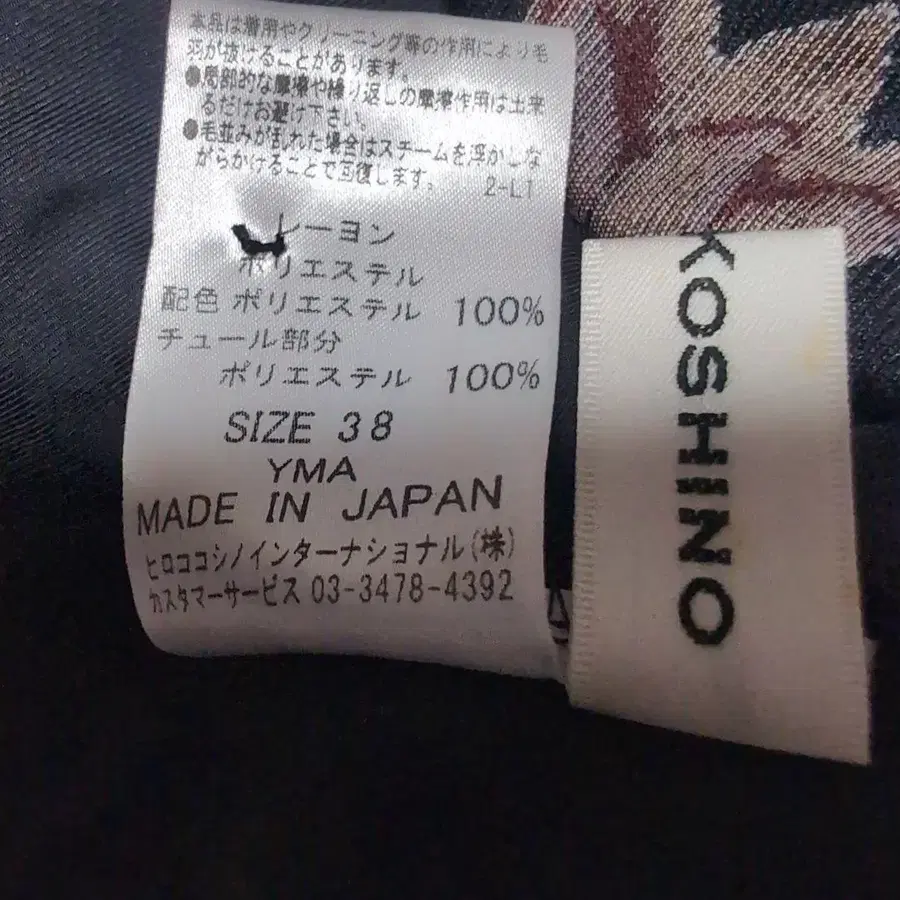 本品は着用やクリーニング等の作用により毛
羽が抜けることがあります。
●局部的な摩擦や繰り返しの摩擦作用は出来
るだけお避け下さい。
●毛並みが乱れた場合はスチームを浮かしな
がらかけることで回復します。
2-L1
レーヨン
ポリエステル
配色 ポリエステル 100%
チュール部分
ポリエステル 100%
SIZE 38
YMA
MADE IN JAPAN
ヒロココシノインターナショナル(株)
カスタマーサービス 03-3478-4392
KOSHINO